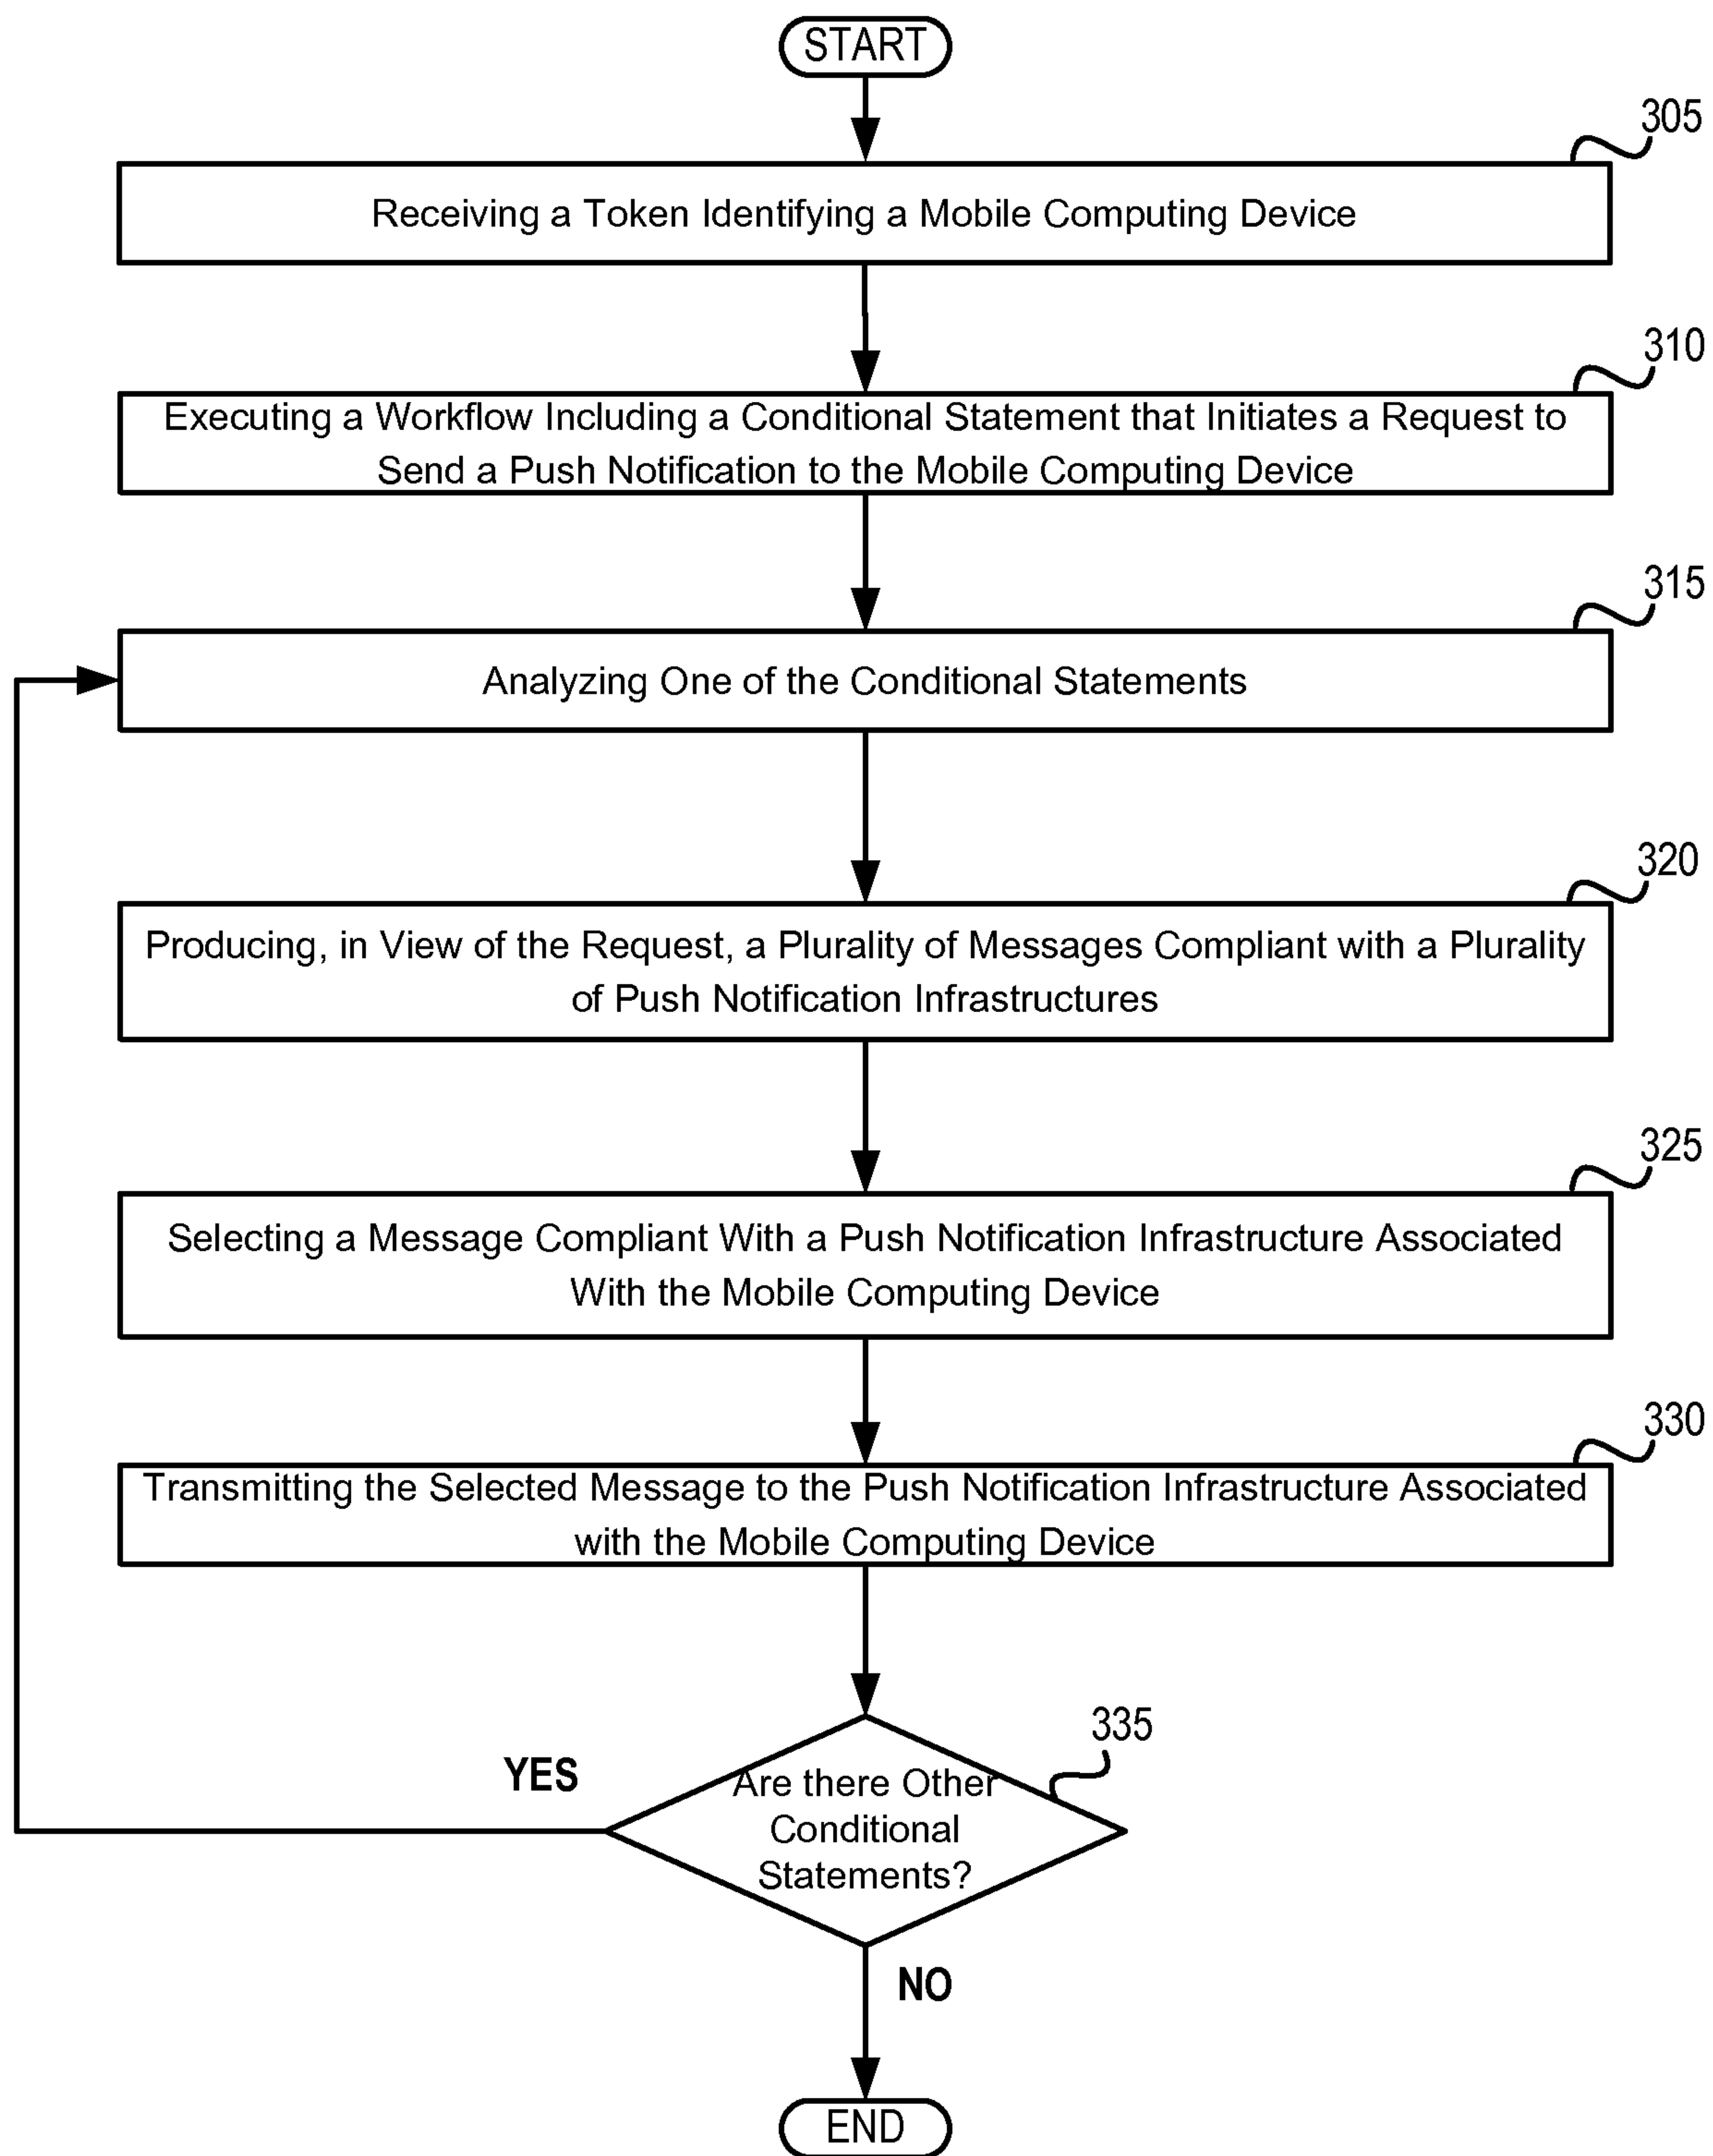 START
305
Receiving a Token Identifying a Mobile Computing Device
310
Executing a Workflow Including a Conditional Statement that Initiates a Request to
Send a Push Notification to the Mobile Computing Device
315
Analyzing One of the Conditional Statements
320
Producing, in View of the Request, a Plurality of Messages Compliant with a Plurality
of Push Notification Infrastructures
325
Selecting a Message Compliant With a Push Notification Infrastructure Associated
With the Mobile Computing Device
330
Transmitting the Selected Message to the Push Notification Infrastructure Associated
with the Mobile Computing Device
335
YES
Are there Other
Conditional
Statements?
NO
END